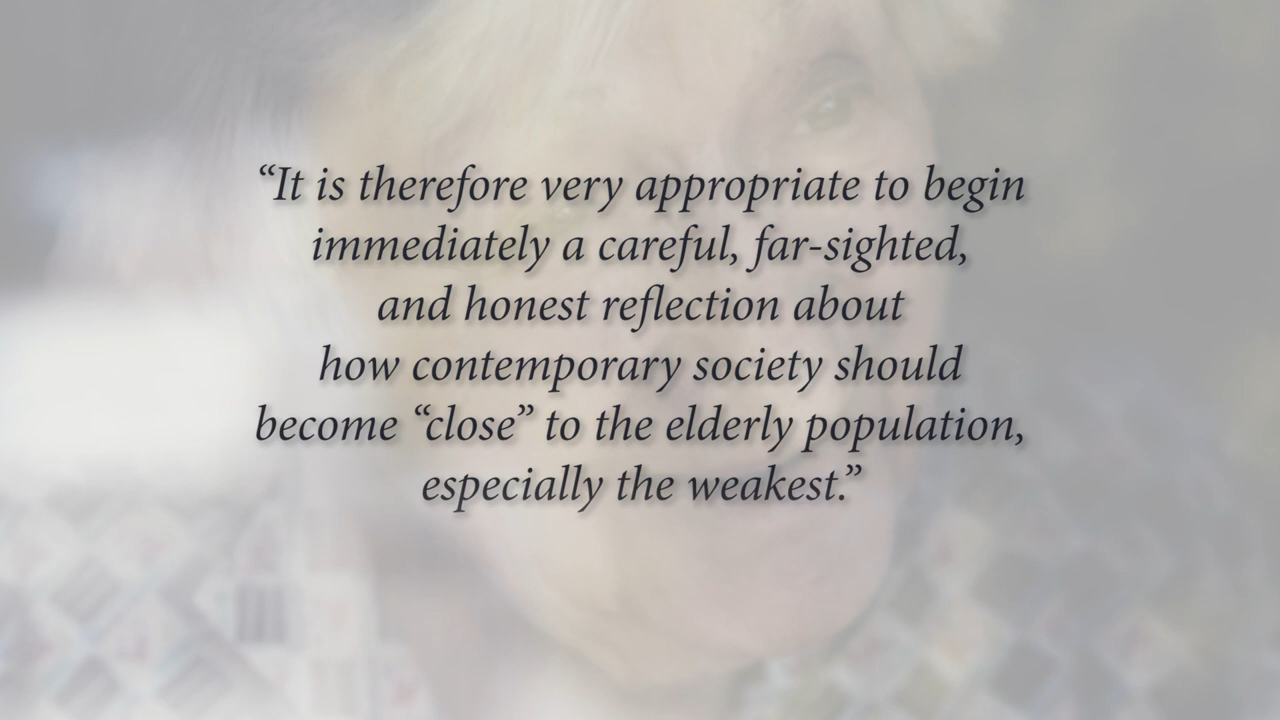 “It is therefore very appropriate to begin
immediately a careful, far-sighted,
and honest reflection about
how contemporary society should
become “close” to the elderly population,
especially the weakest.”